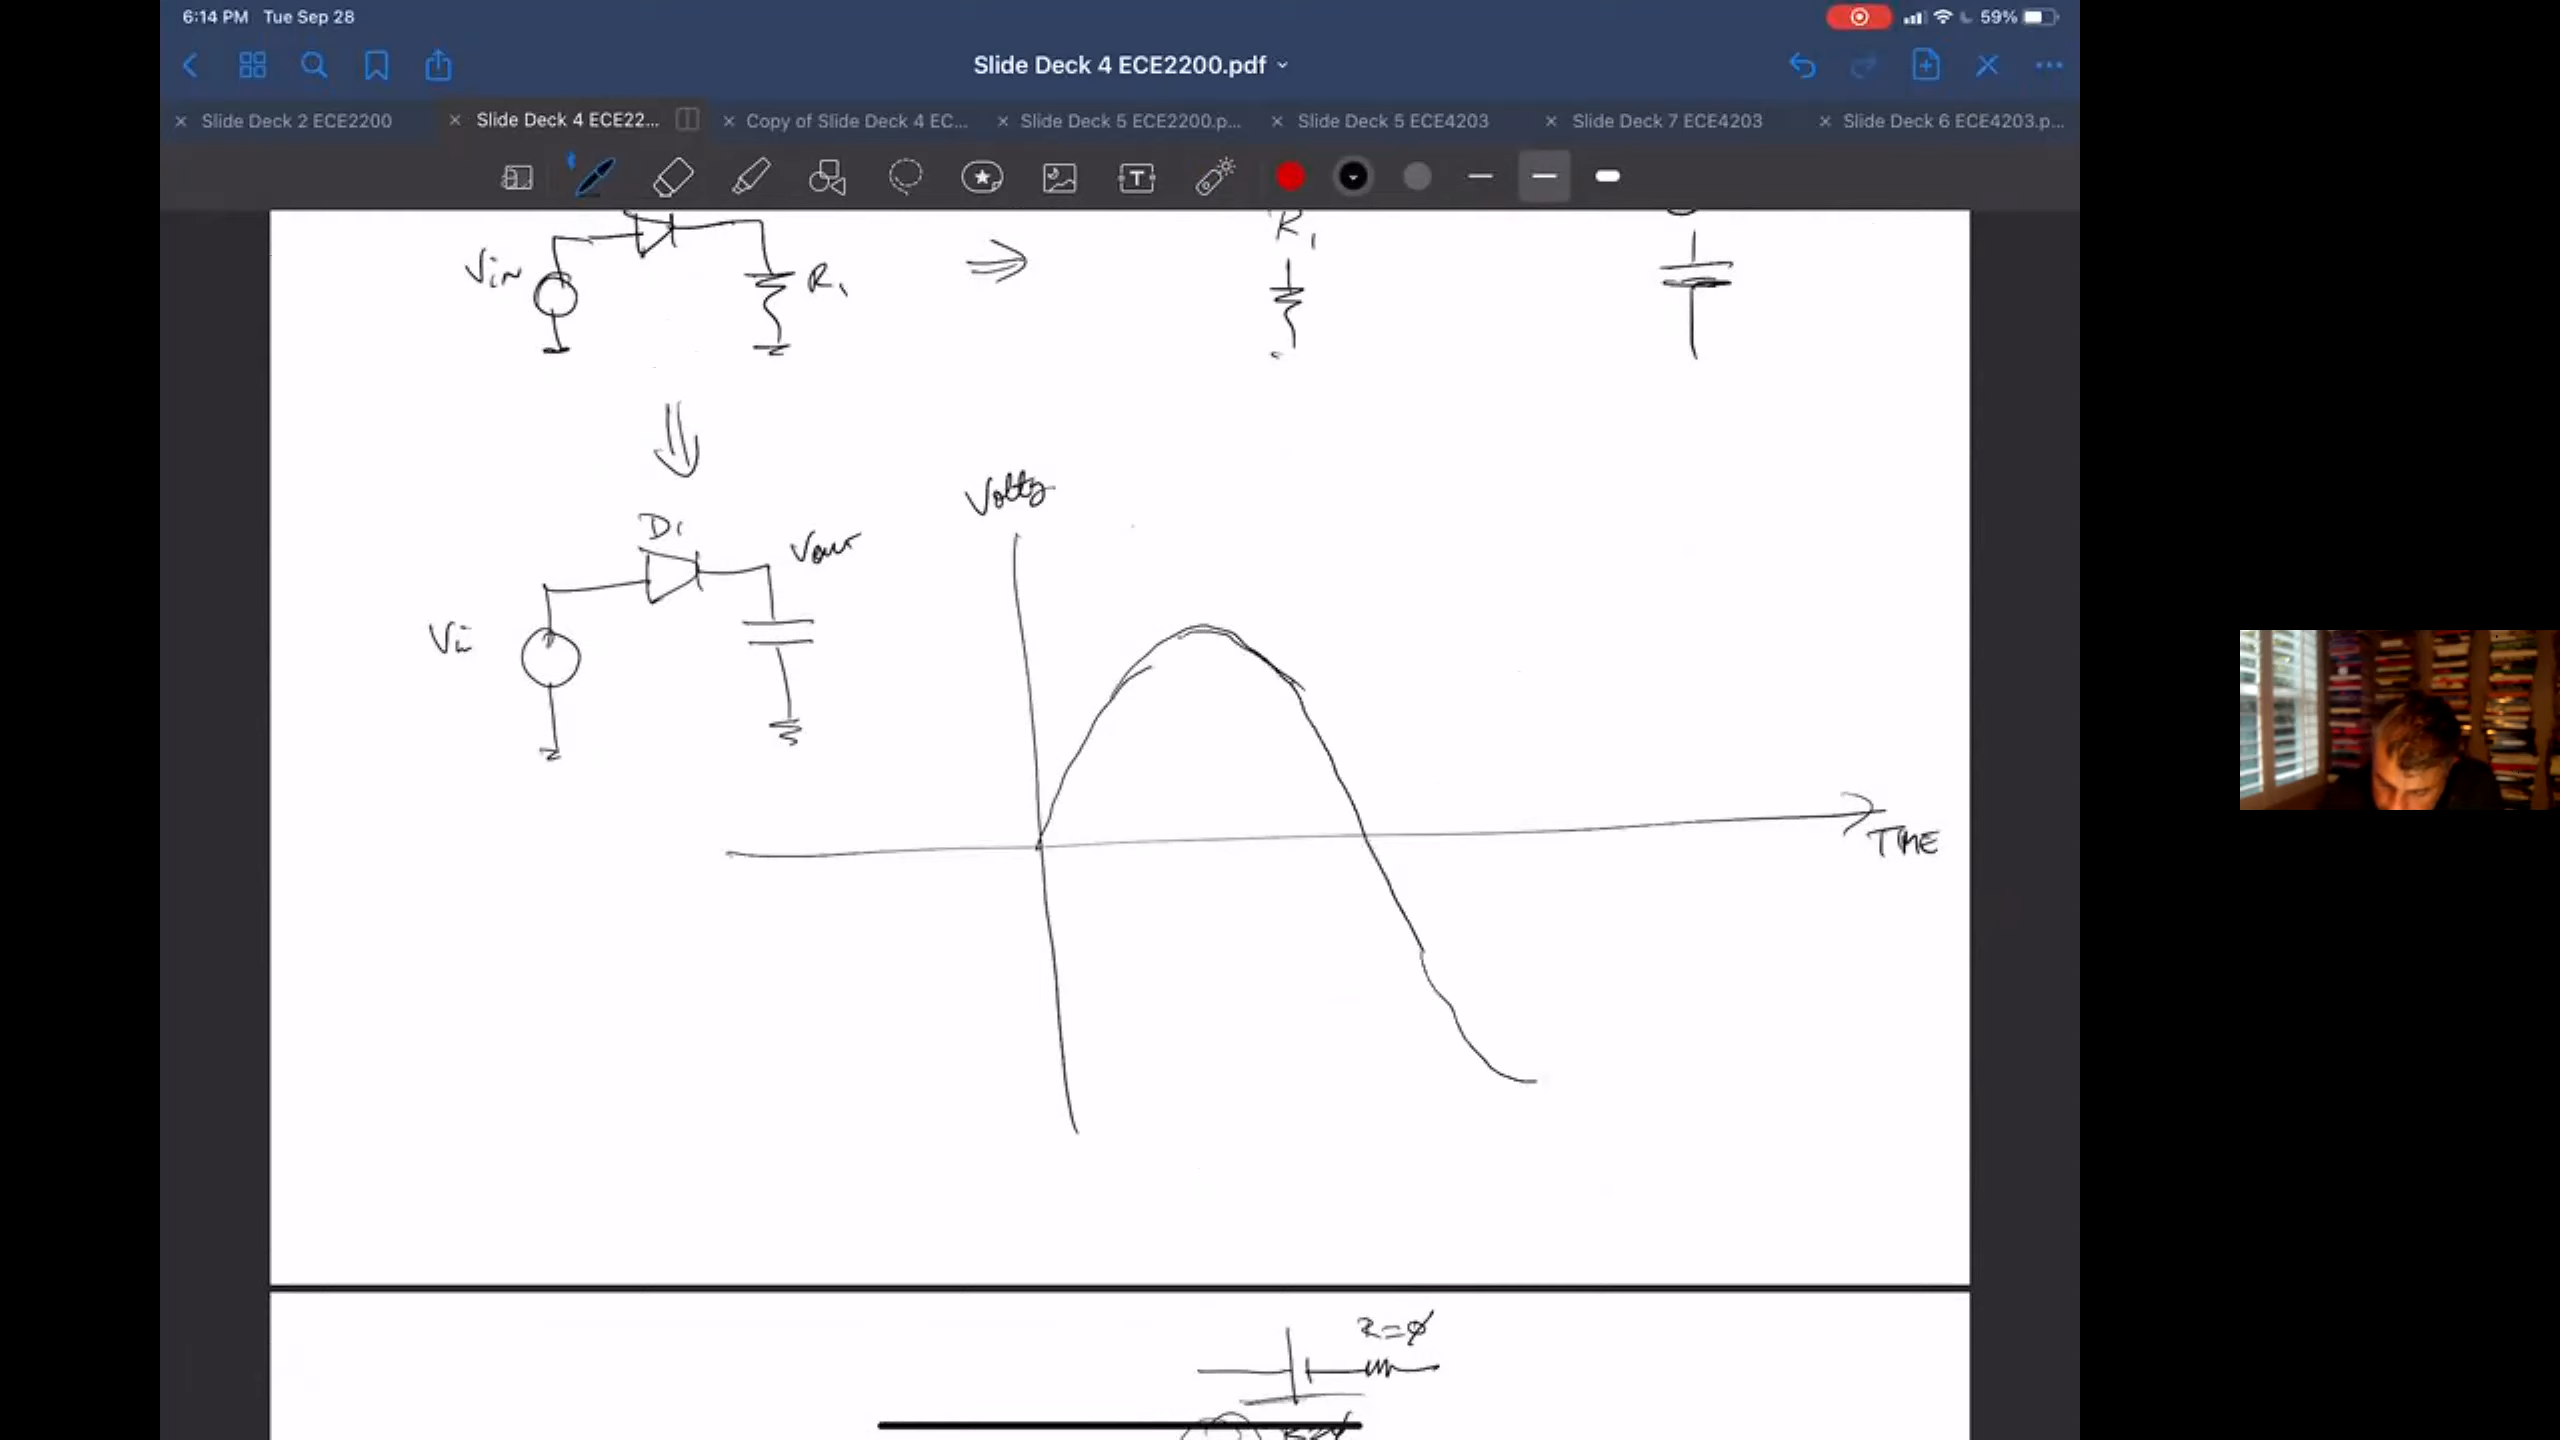 6:14 PM Tue Sep 28
59%
Slide Deck 4 ECE2200.pdf
Slide Deck 2 ECE2200
Slide Deck 4 ECE22...
Copy of Slide Deck 4 EC...
Slide Deck 5 ECE2200.p...
Slide Deck 5 ECE4203
Slide Deck 7 ECE4203
Slide Deck 6 ECE4203.p...
T
Vin
R1
R1
Volts
D1
Vout
Vi
TIME
R=∅